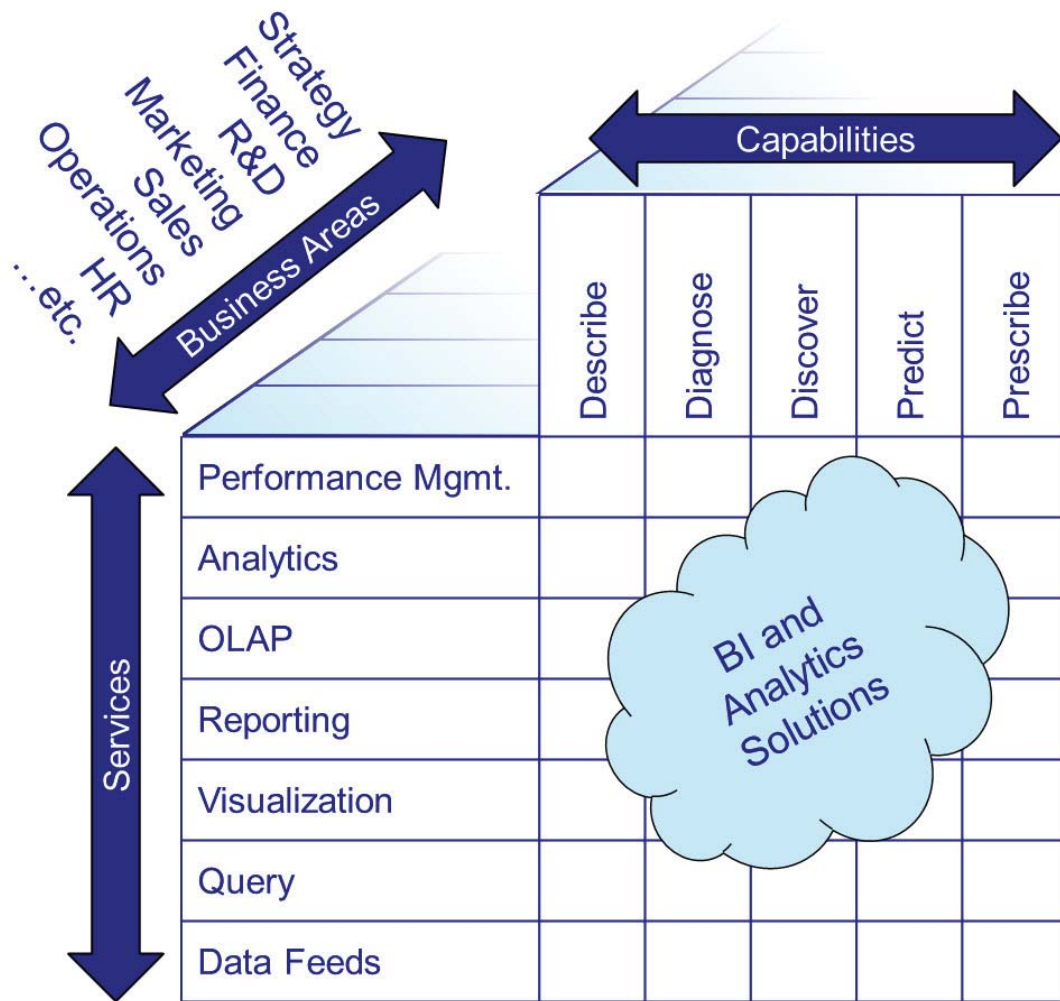 Strategy
Finance
R&D
Marketing
Sales
Operations
HR
...etc.
Business Areas
Capabilities
Describe
Diagnose
Discover
Predict
Prescribe
Services
Performance Mgmt.
Analytics
OLAP
Reporting
Visualization
Query
Data Feeds
BI and
Analytics
Solutions